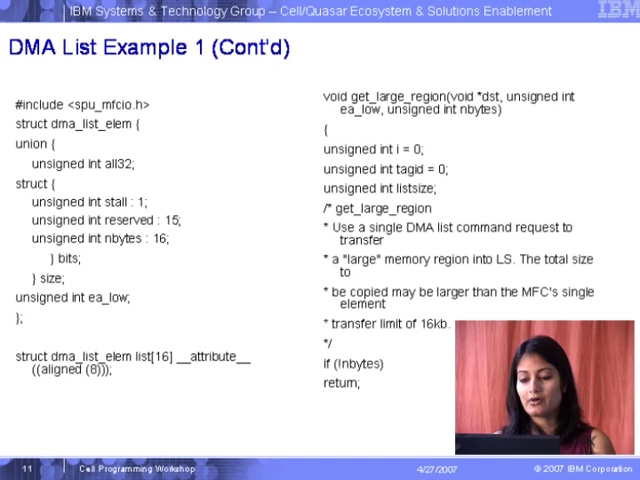 IBM Systems & Technology Group – Cell/Quasar Ecosystem & Solutions Enablement
IBM
DMA List Example 1 (Cont'd)
#include <spu_mfcio.h>
struct dma_list_elem {
union {
unsigned int all32;
struct {
unsigned int stall : 1;
unsigned int reserved : 15;
unsigned int nbytes : 16;
} bits;
} size;
unsigned int ea_low;
};
struct dma_list_elem list[16] __attribute__
((aligned (8)));
void get_large_region(void *dst, unsigned int
ea_low, unsigned int nbytes)
{
unsigned int i = 0;
unsigned int tagid = 0;
unsigned int listsize;
/* get_large_region
* Use a single DMA list command request to
transfer
* a "large" memory region into LS. The total size
to
* be copied may be larger than the MFC's single
element
* transfer limit of 16kb.
*/
if (!nbytes)
return;
11
Cell Programming Workshop
4/27/2007
© 2007 IBM Corporation